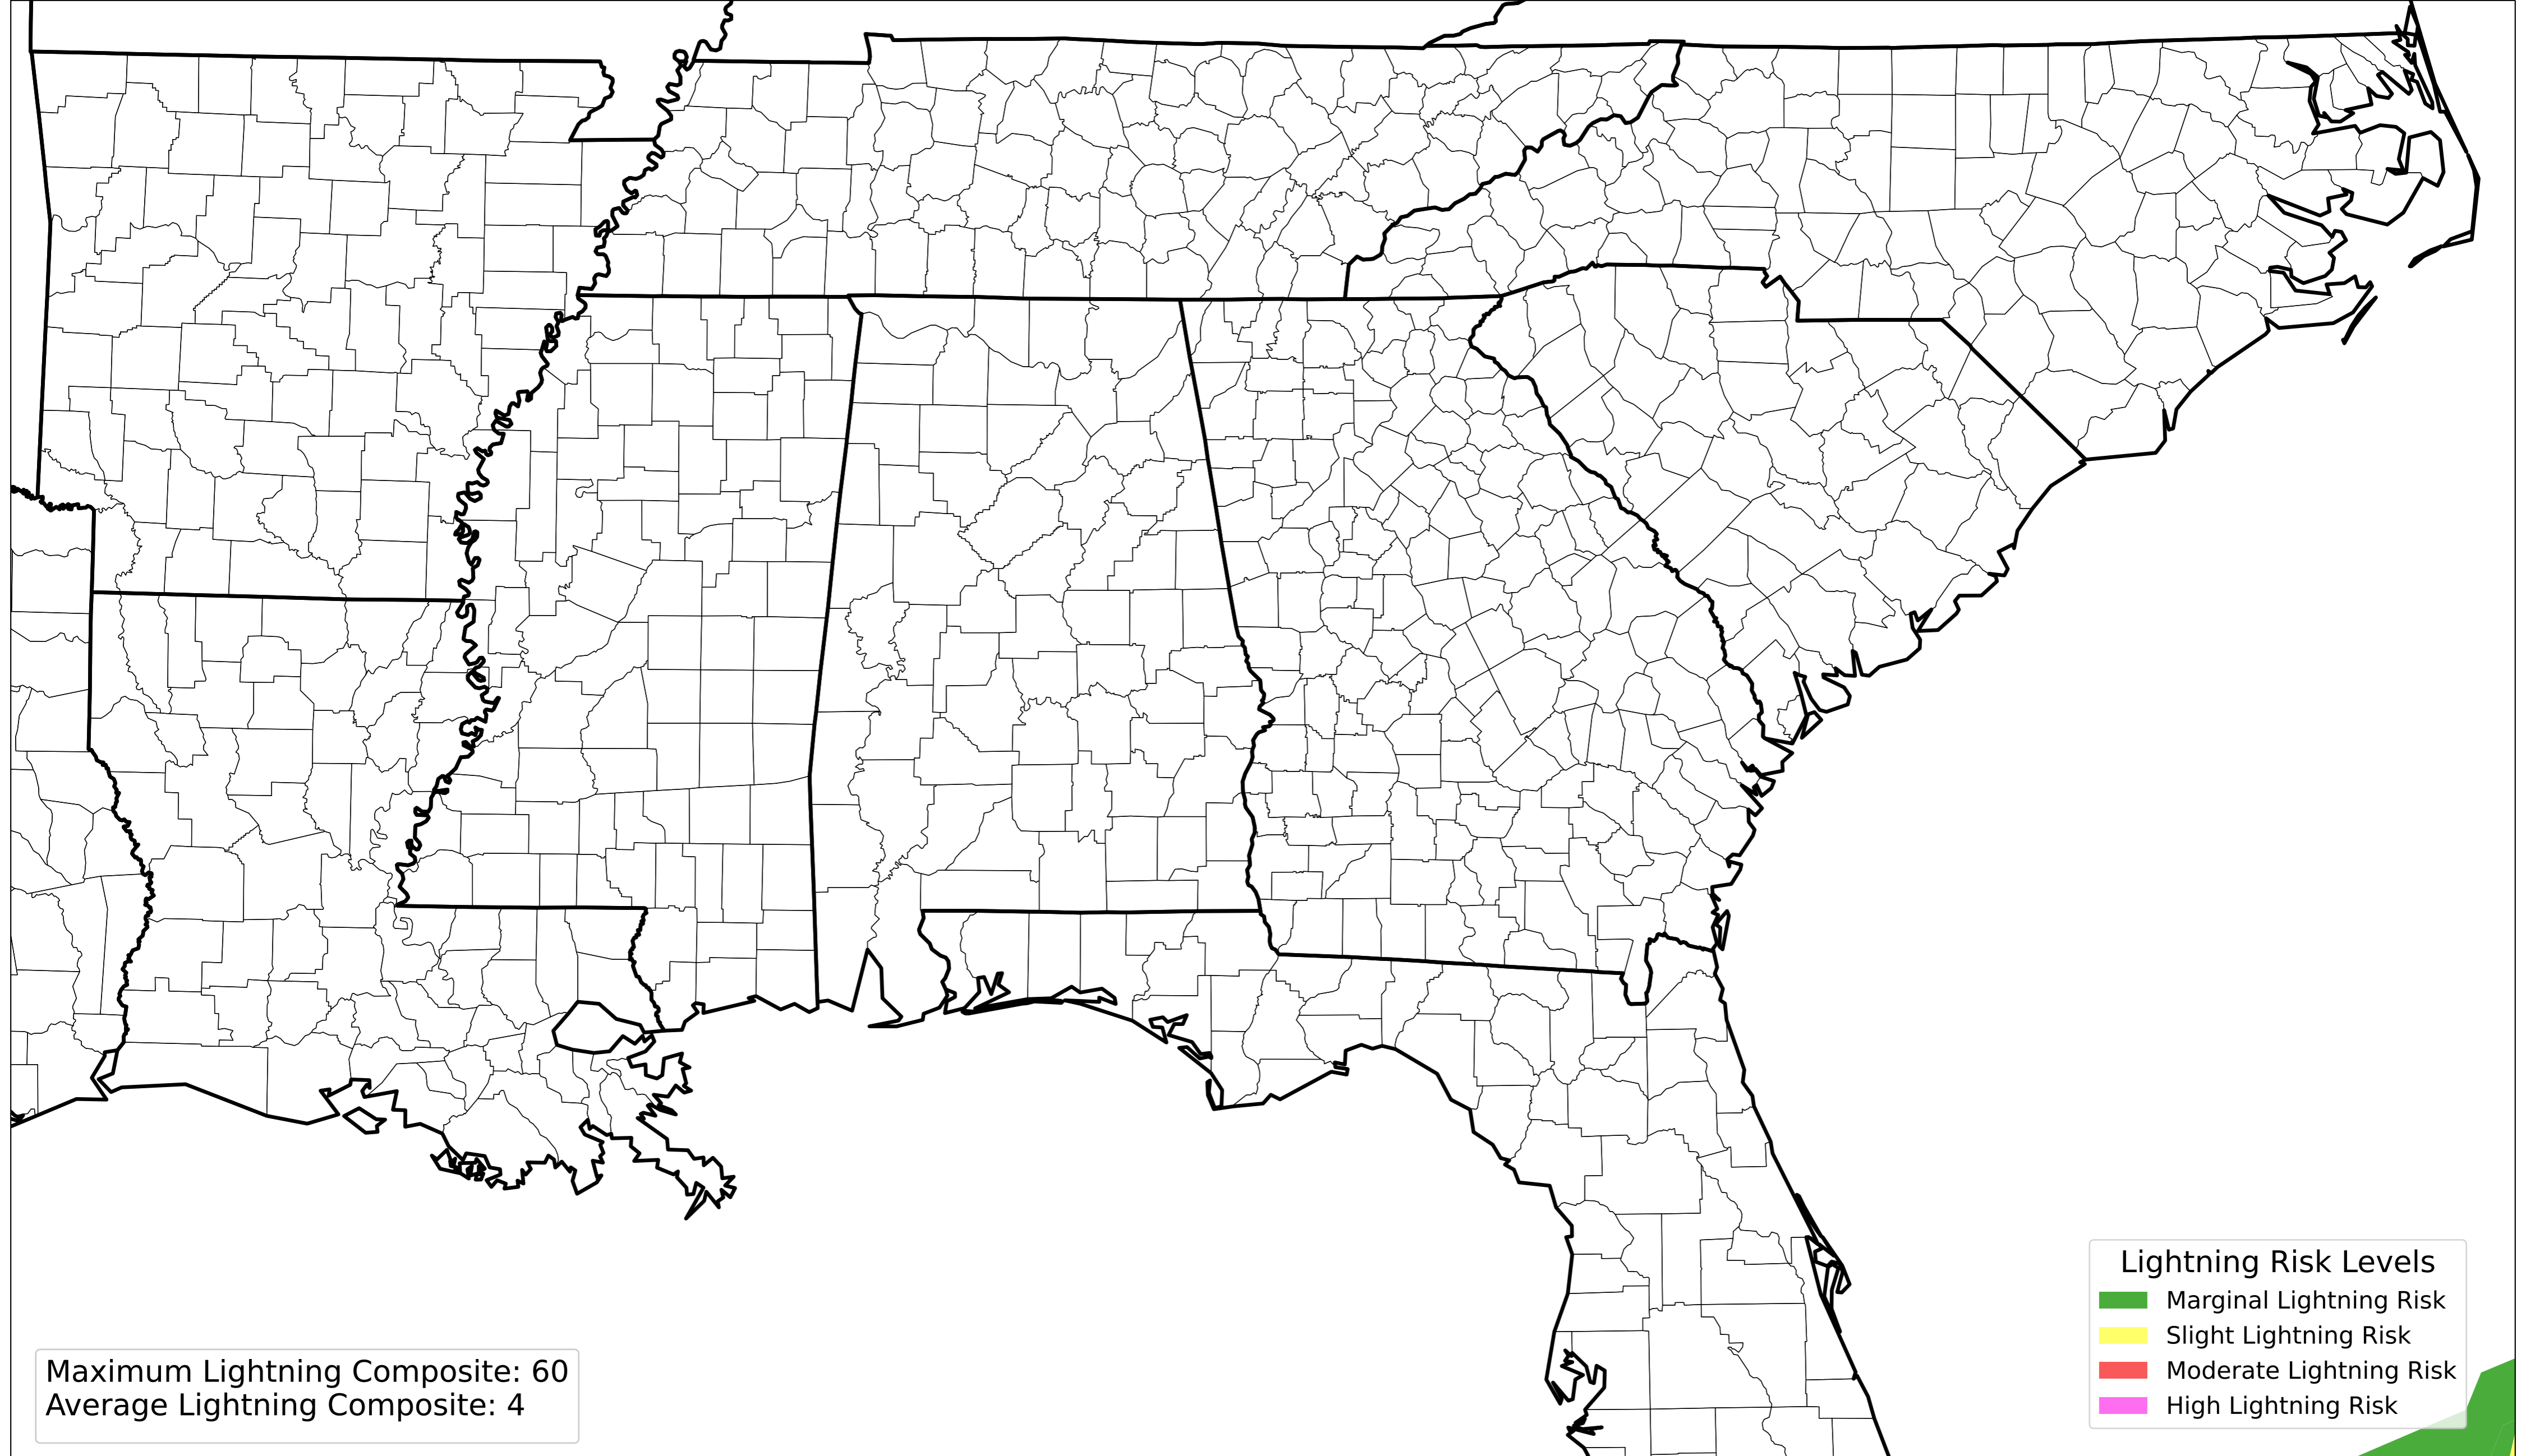 Lightning Risk Levels
Marginal Lightning Risk
Slight Lightning Risk
Moderate Lightning Risk
High Lightning Risk
Maximum Lightning Composite: 60
Average Lightning Composite: 4